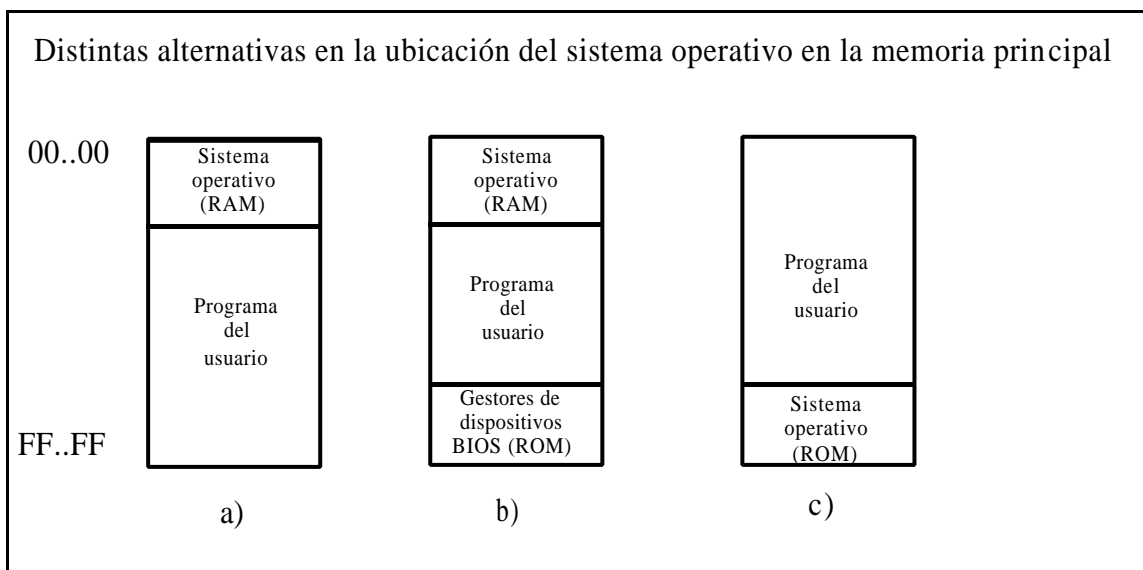 Distintas alternativas en la ubicación del sistema operativo en la memoria principal
00..00
FF..FF
Sistema
operativo
(RAM)
Programa
del
usuario
a)
Sistema
operativo
(RAM)
Programa
del
usuario
Gestores de
dispositivos
BIOS (ROM)
b)
Programa
del
usuario
Sistema
operativo
(ROM)
c)